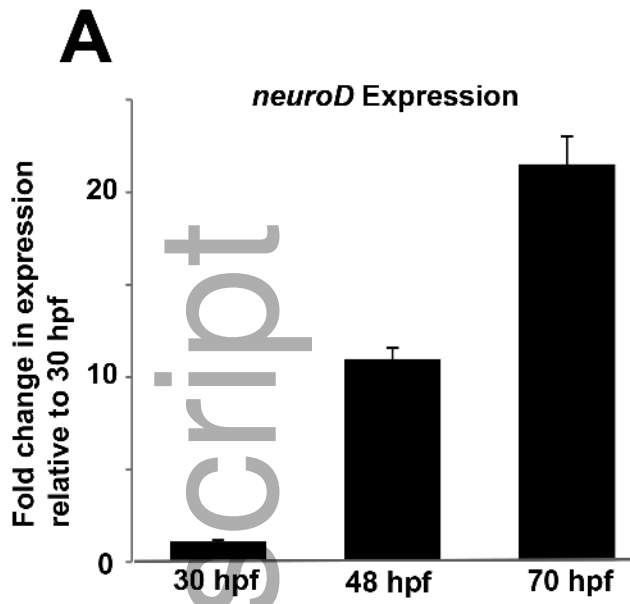 A
neuroD Expression
Fold change in expression
relative to 30 hpf
20
10
0
script
30 hpf
48 hpf
70 hpf